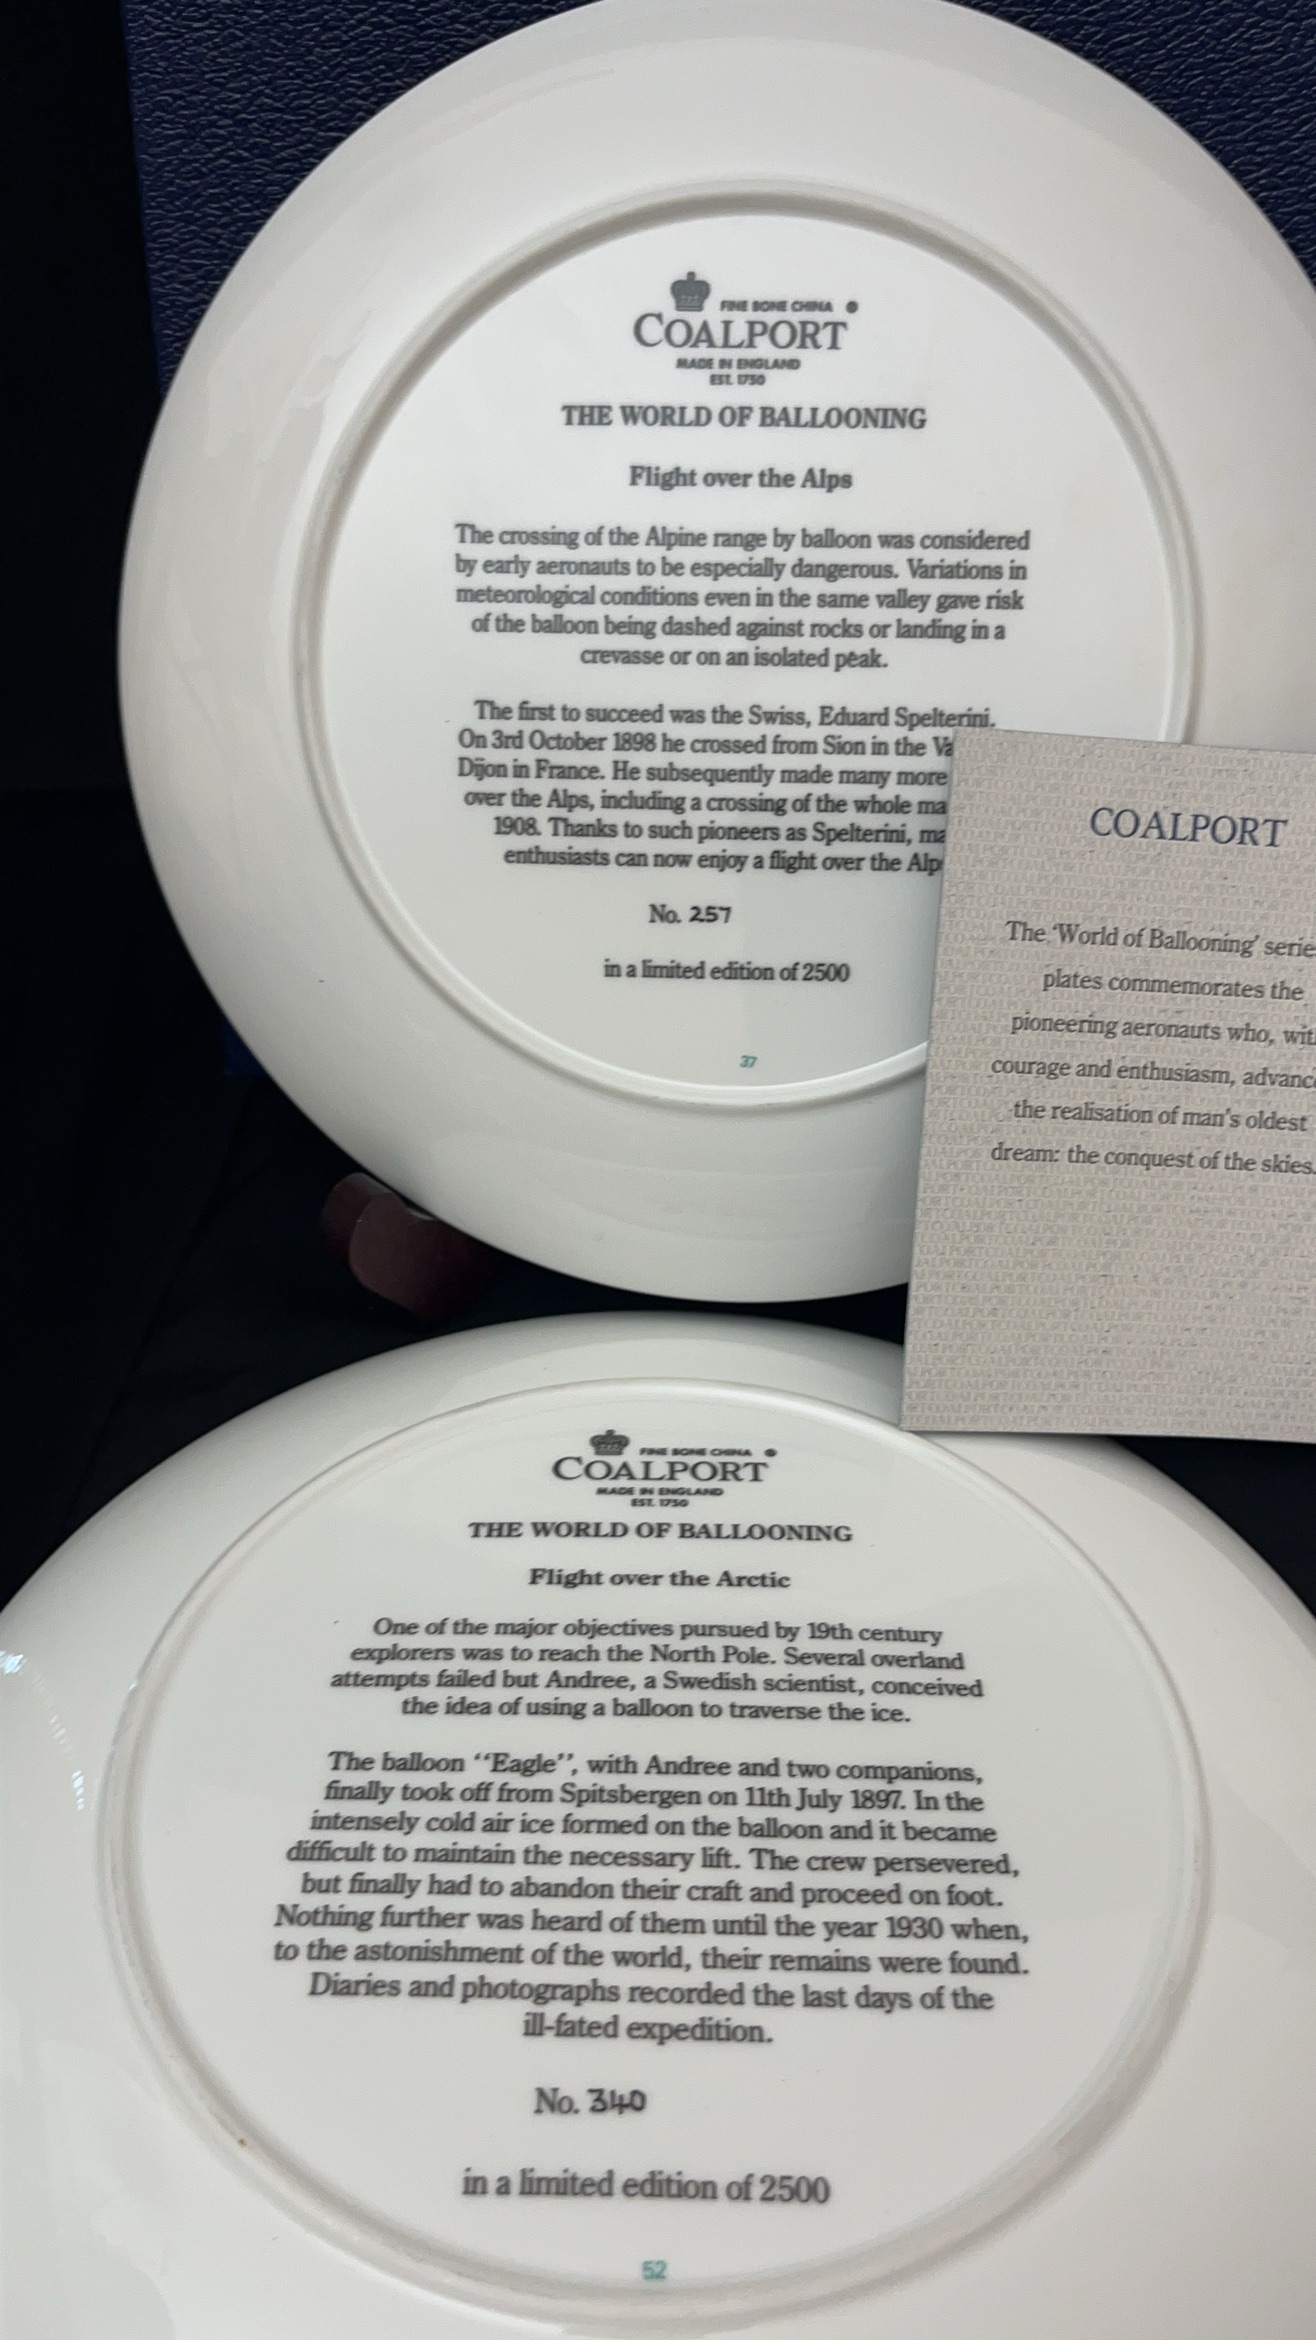 FINE BONE CHINA ®
COALPORT
MADE IN ENGLAND
EST. 1750
THE WORLD OF BALLOONING
Flight over the Alps
The crossing of the Alpine range by balloon was considered
by early aeronauts to be especially dangerous. Variations in
meteorological conditions even in the same valley gave risk
of the balloon being dashed against rocks or landing in a
crevasse or on an isolated peak.
The first to succeed was the Swiss, Eduard Spelterini.
On 3rd October 1898 he crossed from Sion in the Va
Dijon in France. He subsequently made many more
over the Alps, including a crossing of the whole ma
1908. Thanks to such pioneers as Spelterini, ma
enthusiasts can now enjoy a flight over the Alp
No. 257
in a limited edition of 2500
37
COALPORT
The 'World of Ballooning' serie
plates commemorates the
pioneering aeronauts who, wit
courage and enthusiasm, advanc
the realisation of man's oldest
dream: the conquest of the skies.
FINE BONE CHINA ®
COALPORT
MADE IN ENGLAND
EST. 1750
THE WORLD OF BALLOONING
Flight over the Arctic
One of the major objectives pursued by 19th century
explorers was to reach the North Pole. Several overland
attempts failed but Andree, a Swedish scientist, conceived
the idea of using a balloon to traverse the ice.
The balloon "Eagle", with Andree and two companions,
finally took off from Spitsbergen on 11th July 1897. In the
intensely cold air ice formed on the balloon and it became
difficult to maintain the necessary lift. The crew persevered,
but finally had to abandon their craft and proceed on foot.
Nothing further was heard of them until the year 1930 when,
to the astonishment of the world, their remains were found.
Diaries and photographs recorded the last days of the
ill-fated expedition.
No. 340
in a limited edition of 2500
52